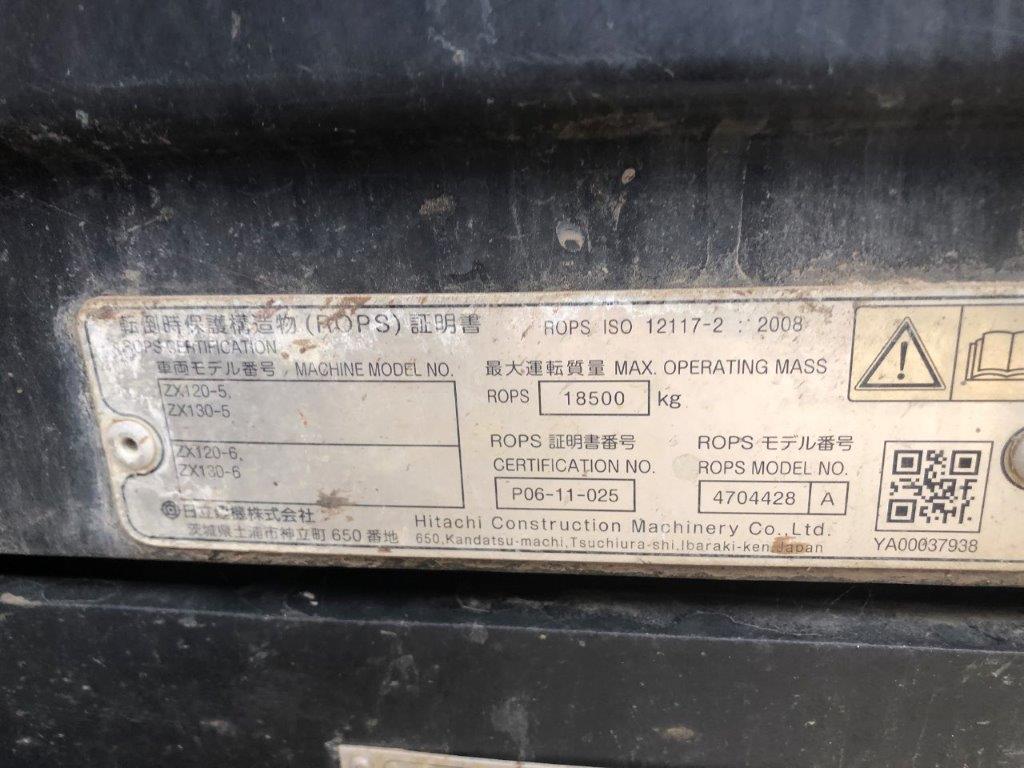 転倒時保護構造物 (ROPS) 証明書
ROPS CERTIFICATION
ROPS ISO 12117-2 : 2008
車両モデル番号 MACHINE MODEL NO.
ZX120-5,
ZX130-5
ZX120-6,
ZX130-6
最大運転質量 MAX. OPERATING MASS
ROPS 18500 kg
ROPS 証明書番号
CERTIFICATION NO.
P06-11-025
ROPS モデル番号
ROPS MODEL NO.
4704428 A
日立建機株式会社
茨城県土浦市神立町 650 番地
Hitachi Construction Machinery Co., Ltd.
650, Kandatsu-machi, Tsuchiura-shi, Ibaraki-ken, Japan
YA00037938